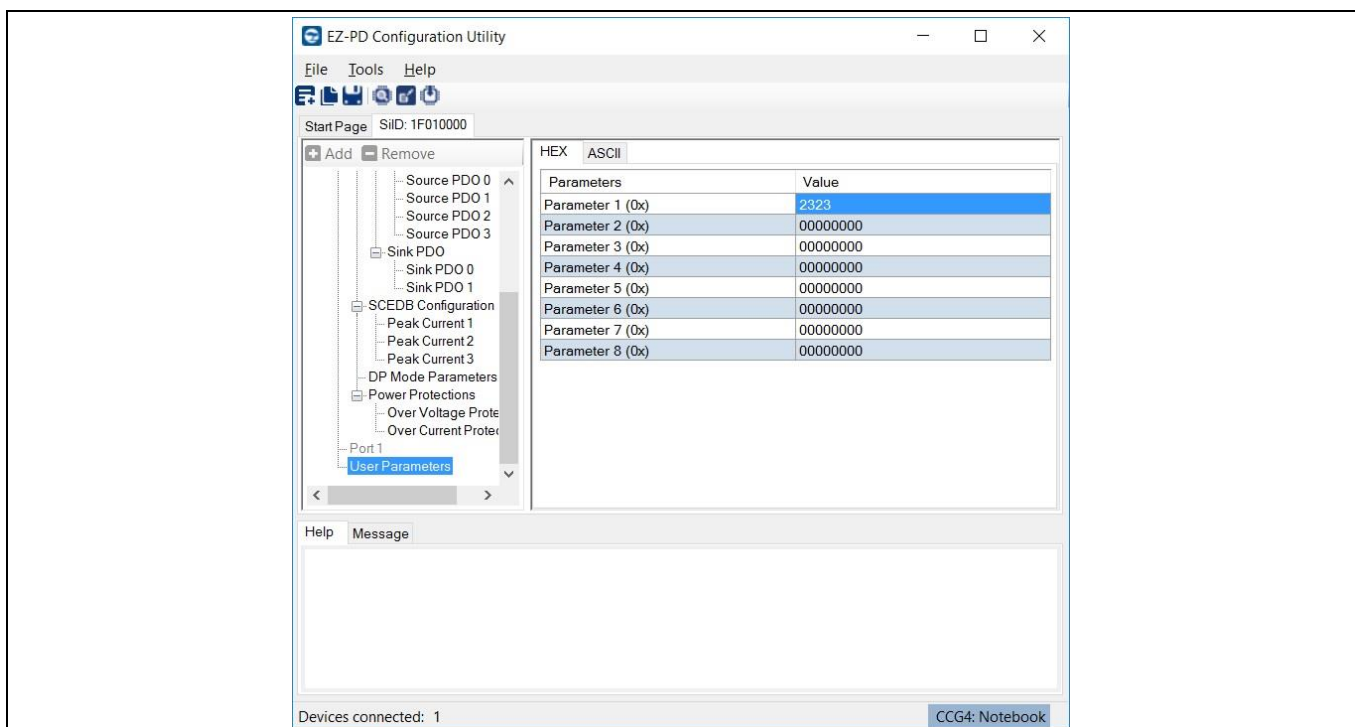 EZ-PD Configuration Utility
File Tools Help
Start Page SilD: 1F010000
Add Remove
Source PDO 0
Source PDO 1
Source PDO 2
Source PDO 3
Sink PDO
Sink PDO 0
Sink PDO 1
SCEDB Configuration
Peak Current 1
Peak Current 2
Peak Current 3
DP Mode Parameters
Power Protections
Over Voltage Prote
Over Current Protec
Port 1
User Parameters
HEX ASCII
Parameters Value
Parameter 1 (0x) 2323
Parameter 2 (0x) 00000000
Parameter 3 (0x) 00000000
Parameter 4 (0x) 00000000
Parameter 5 (0x) 00000000
Parameter 6 (0x) 00000000
Parameter 7 (0x) 00000000
Parameter 8 (0x) 00000000
Help Message
Devices connected: 1 CCG4: Notebook